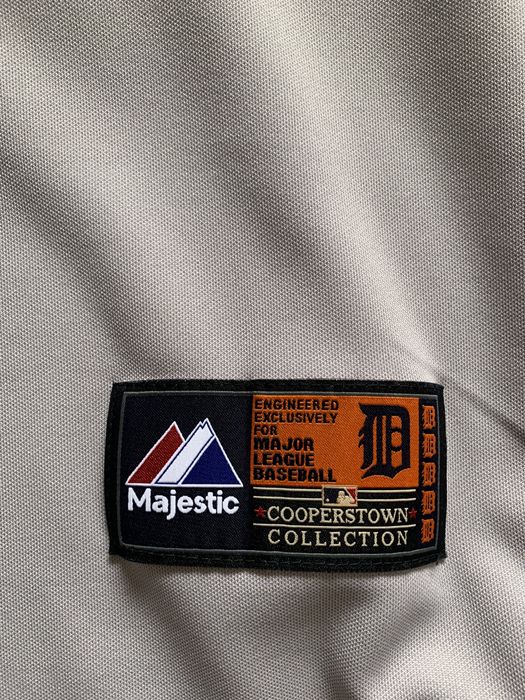 Majestic
ENGINEERED
EXCLUSIVELY
FOR
MAJOR
LEAGUE
BASEBALL
D
D
D
D
D
D
COOPERSTOWN
COLLECTION